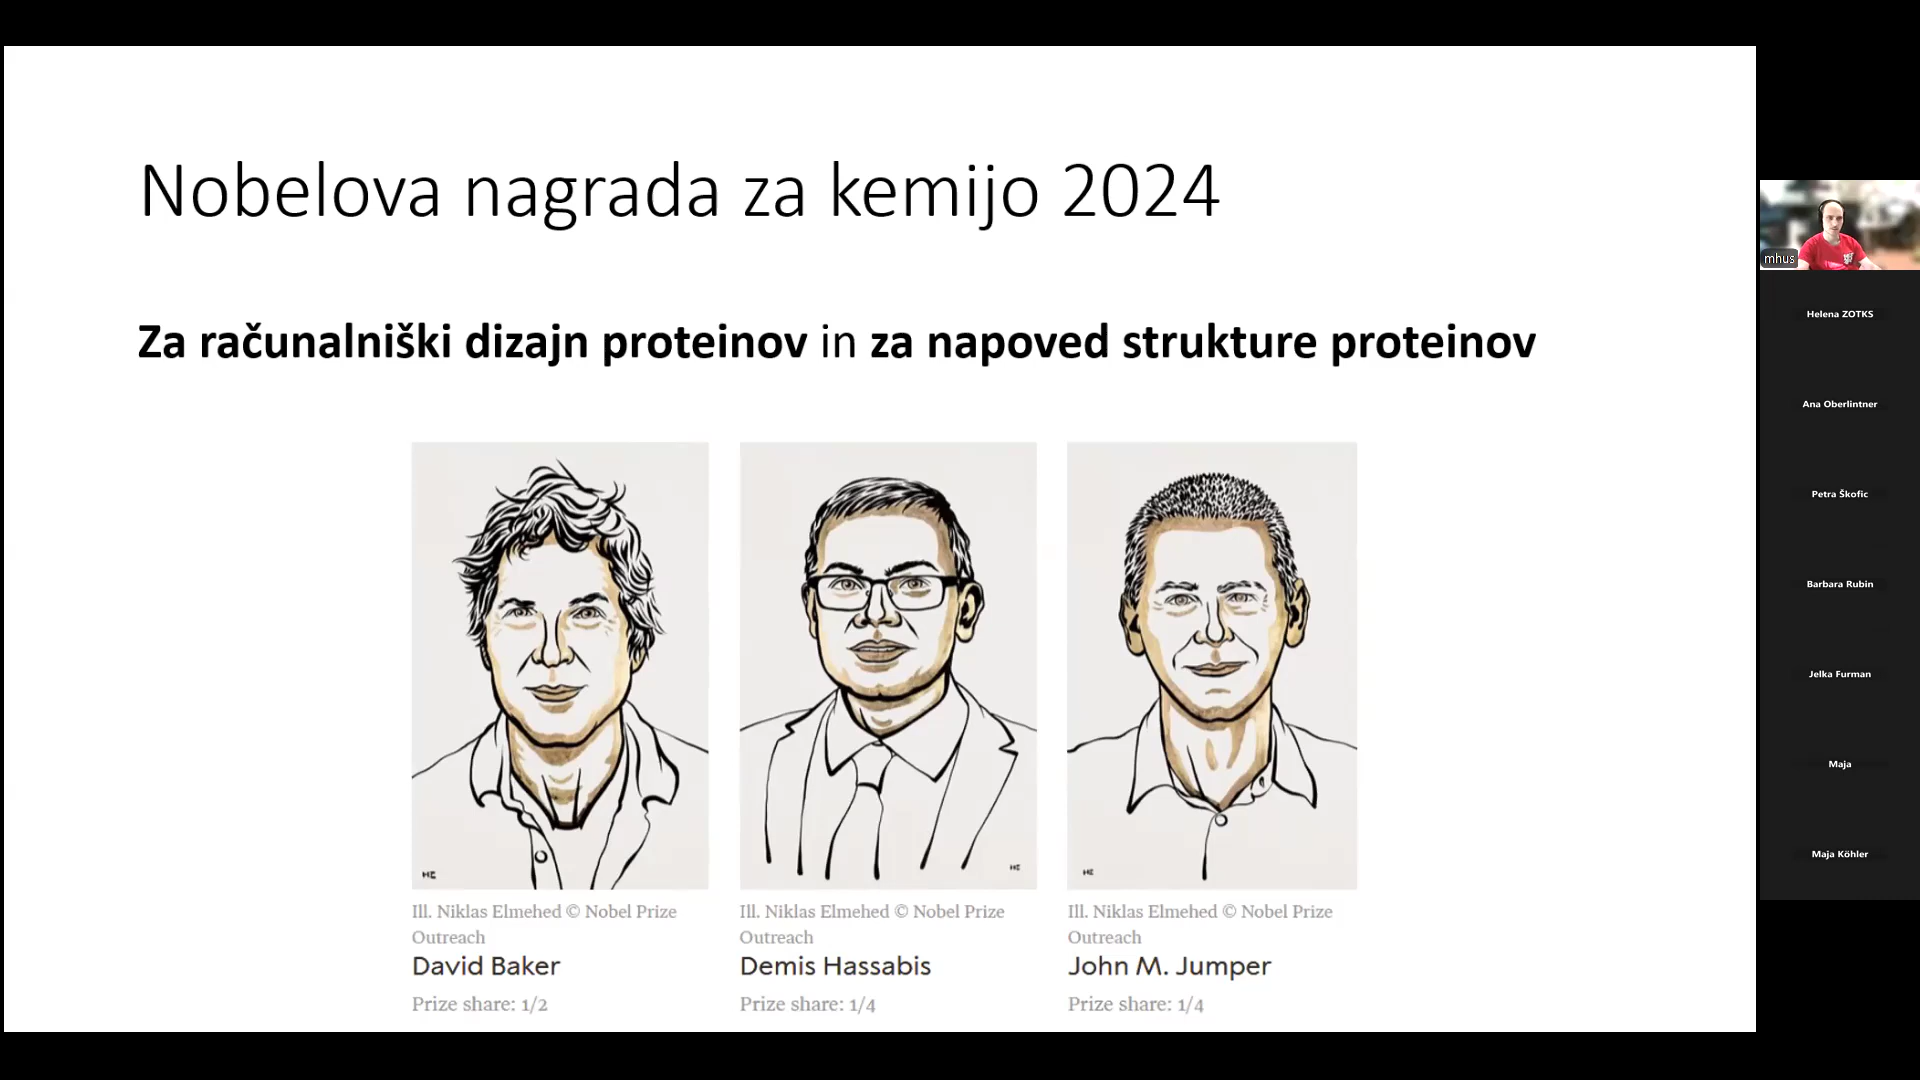 Nobelova nagrada za kemijo 2024
Za računalniški dizajn proteinov in za napoved strukture proteinov
Ill. Niklas Elmehed © Nobel Prize
Outreach
David Baker
Prize share: 1/2
Ill. Niklas Elmehed © Nobel Prize
Outreach
Demis Hassabis
Prize share: 1/4
Ill. Niklas Elmehed © Nobel Prize
Outreach
John M. Jumper
Prize share: 1/4
mhus
Helena ZOTKS
Ana Oberlintner
Petra Škofic
Barbara Rubin
Jelka Furman
Maja
Maja Köhler